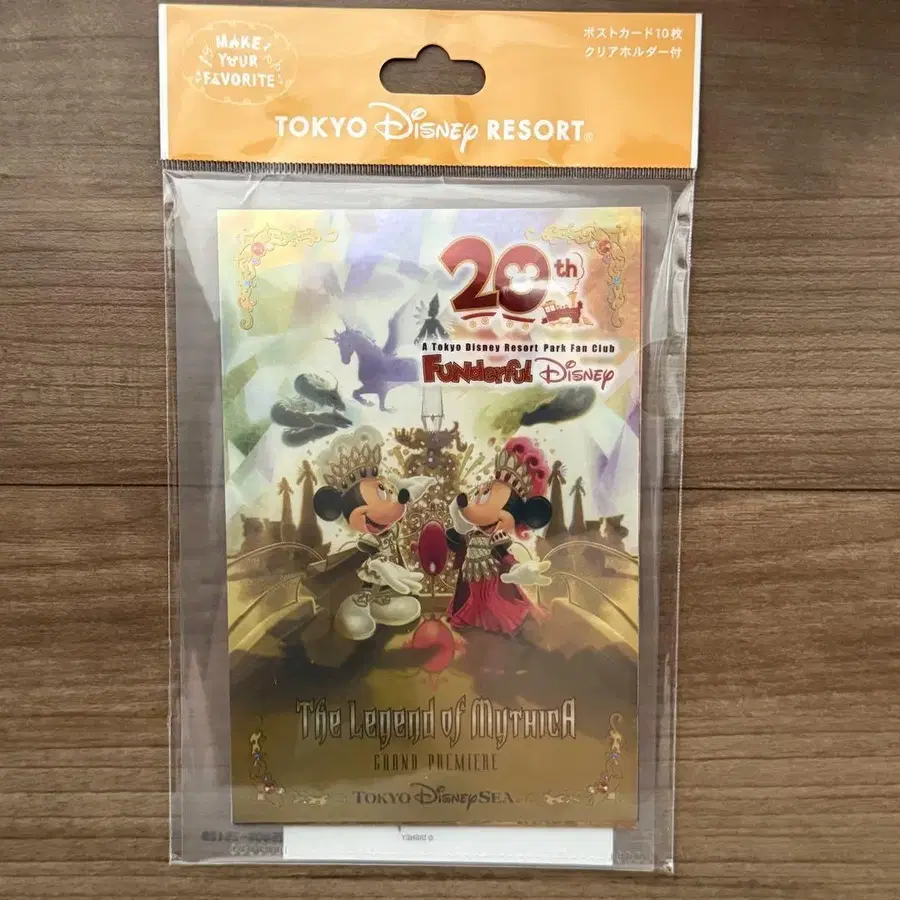 MAKE
YOUR
FAVORITE
ポストカード10枚
クリアホルダー付
TOKYO DISNEY RESORT®
20th
A Tokyo Disney Resort Park Fan Club
Funderful DISNEY
The Legend of Mythica
GRAND PREMIERE
TOKYO DISNEYSEA
© DISNEY